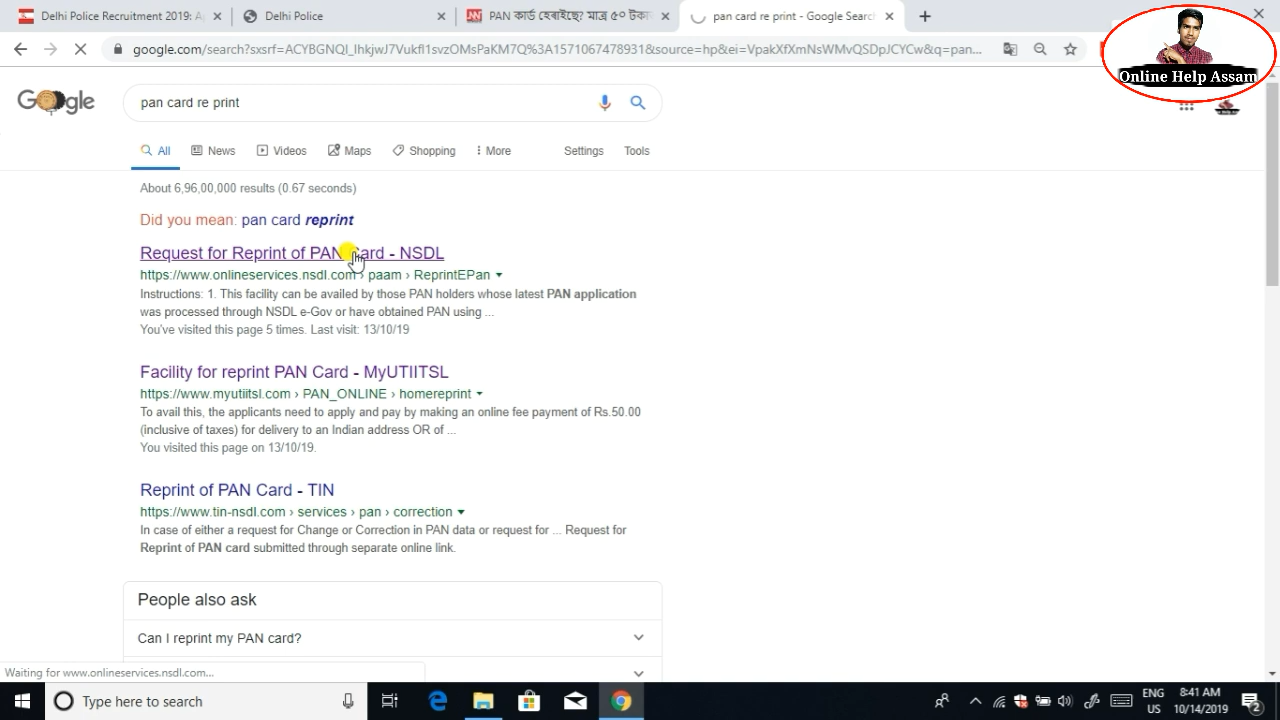 Delhi Police Recruitment 2019: A
Delhi Police
PAN কার্ড হেৰাইছে? মাত্ৰ ৫০ টকা
pan card re print - Google Search
google.com/search?sxsrf=ACYBGNQI_lhkjwJ7Vukfl1svzOMsPaKM7Q%3A1571067478931&source=hp&ei=VpakXfXmNsWMvQSDpJCYCw&q=pan...
Online Help Assam
Google
pan card re print
All
News
Videos
Maps
Shopping
More
Settings
Tools
About 6,96,00,000 results (0.67 seconds)
Did you mean: pan card reprint
Request for Reprint of PAN Card - NSDL
https://www.onlineservices.nsdl.com › paam › ReprintEPan
Instructions: 1. This facility can be availed by those PAN holders whose latest PAN application
was processed through NSDL e-Gov or have obtained PAN using ...
You've visited this page 5 times. Last visit: 13/10/19
Facility for reprint PAN Card - MyUTIITSL
https://www.myutiitsl.com › PAN_ONLINE › homereprint
To avail this, the applicants need to apply and pay by making an online fee payment of Rs.50.00
(inclusive of taxes) for delivery to an Indian address OR of ...
You visited this page on 13/10/19.
Reprint of PAN Card - TIN
https://www.tin-nsdl.com › services › pan › correction
In case of either a request for Change or Correction in PAN data or request for ... Request for
Reprint of PAN card submitted through separate online link.
People also ask
Can I reprint my PAN card?
Waiting for www.onlineservices.nsdl.com...
Type here to search
ENG
US
8:41 AM
10/14/2019
2